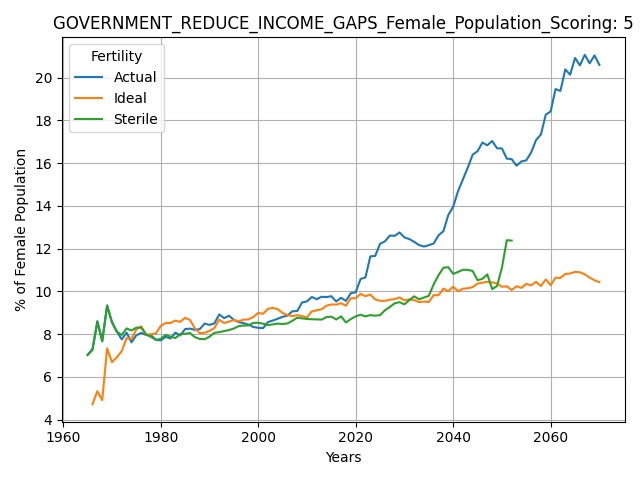 GOVERNMENT_REDUCE_INCOME_GAPS_Female_Population_Scoring: 5
Fertility
Actual
Ideal
Sterile
% of Female Population
20
18
16
14
12
10
8
6
4
1960 1980 2000 2020 2040 2060
Years